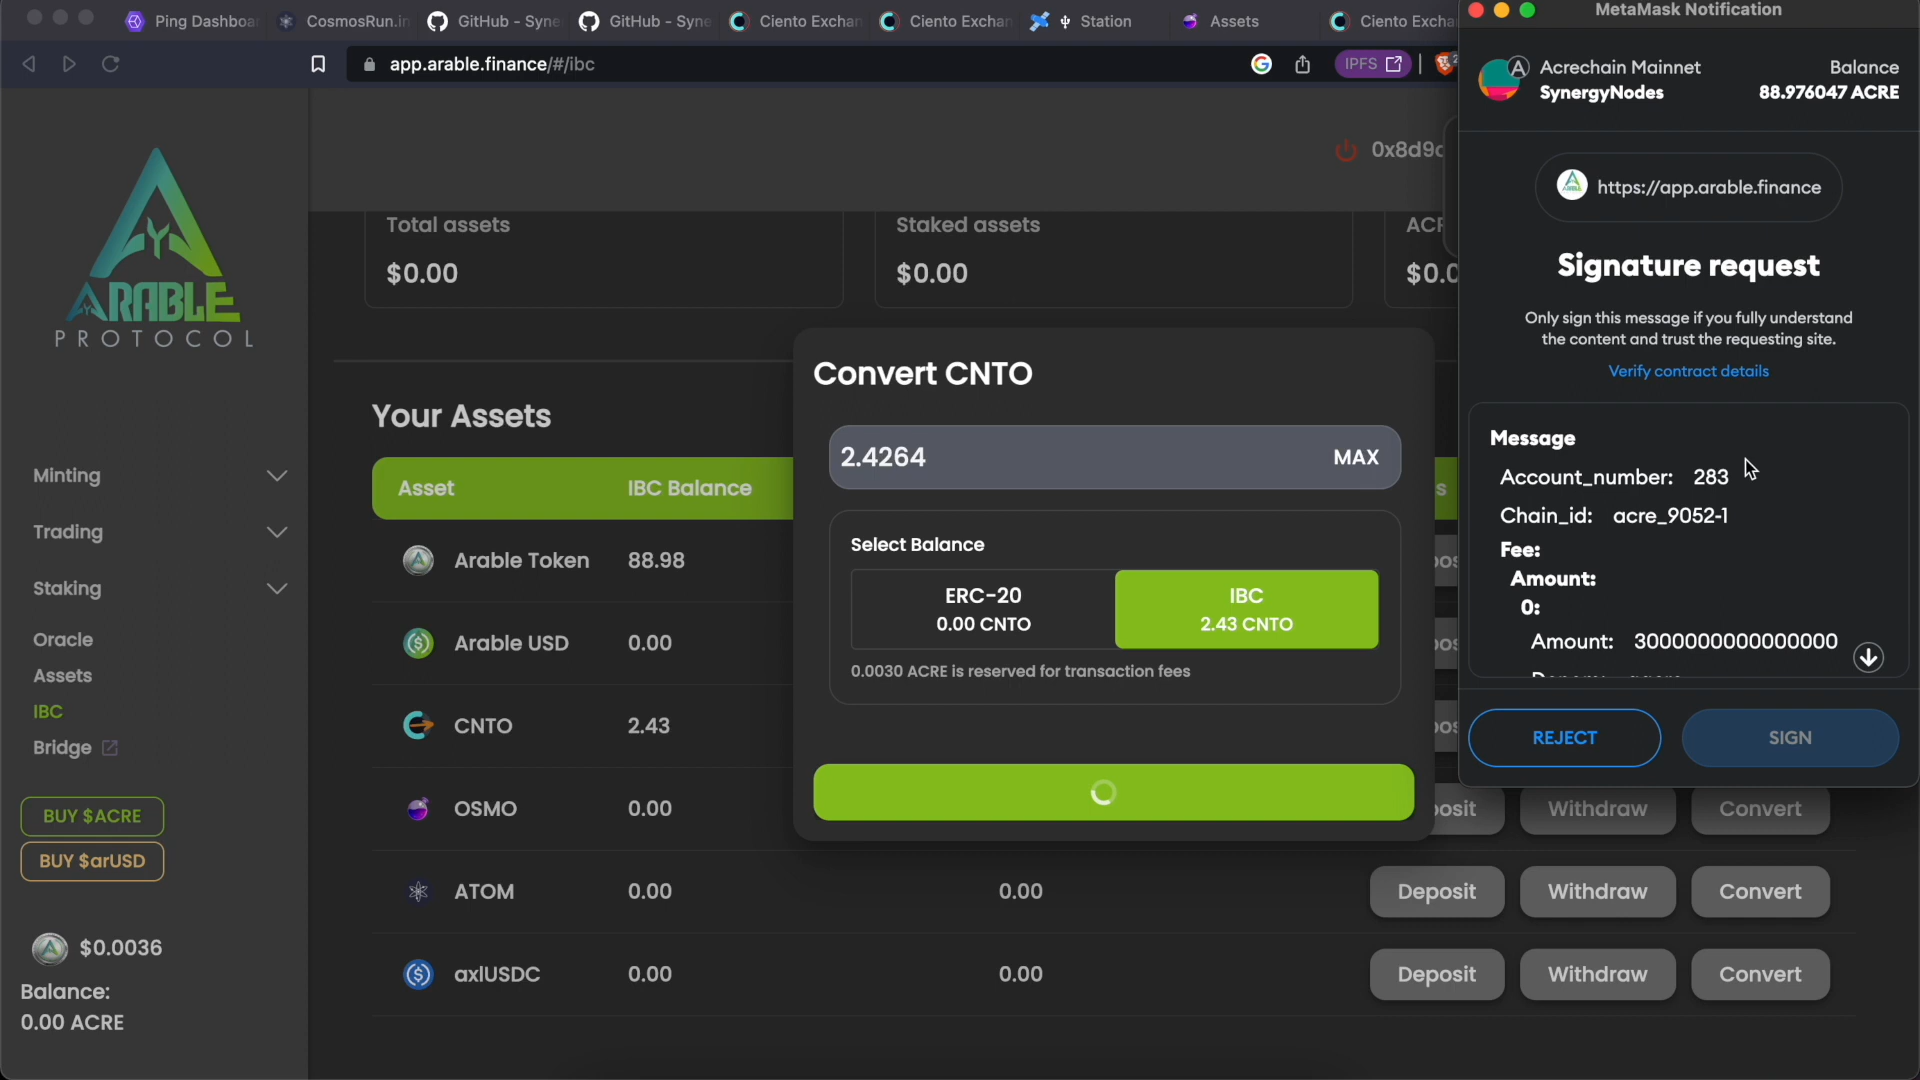 Ping Dashboa
CosmosRun.in
GitHub - Syne
GitHub - Syne
Ciento Exchan
Ciento Exchan
Station
Assets
Ciento Excha
app.arable.finance/#/ibc
IPFS
ARABLE
PROTOCOL
Minting
Trading
Staking
Oracle
Assets
IBC
Bridge
BUY $ACRE
BUY $arUSD
$0.0036
Balance:
0.00 ACRE
0x8d9c
Total assets
$0.00
Staked assets
$0.00
ACR
$0.0
Your Assets
Asset
IBC Balance
s
Arable Token
88.98
Arable USD
0.00
CNTO
2.43
OSMO
0.00
posit
Withdraw
Convert
ATOM
0.00
0.00
Deposit
Withdraw
Convert
axlUSDC
0.00
0.00
Deposit
Withdraw
Convert
Convert CNTO
2.4264
MAX
Select Balance
ERC-20
0.00 CNTO
IBC
2.43 CNTO
0.0030 ACRE is reserved for transaction fees
MetaMask Notification
A
Acrechain Mainnet
SynergyNodes
Balance
88.976047 ACRE
https://app.arable.finance
Signature request
Only sign this message if you fully understand
the content and trust the requesting site.
Verify contract details
Message
Account_number: 283
Chain_id: acre_9052-1
Fee:
Amount:
0:
Amount: 3000000000000000
REJECT
SIGN